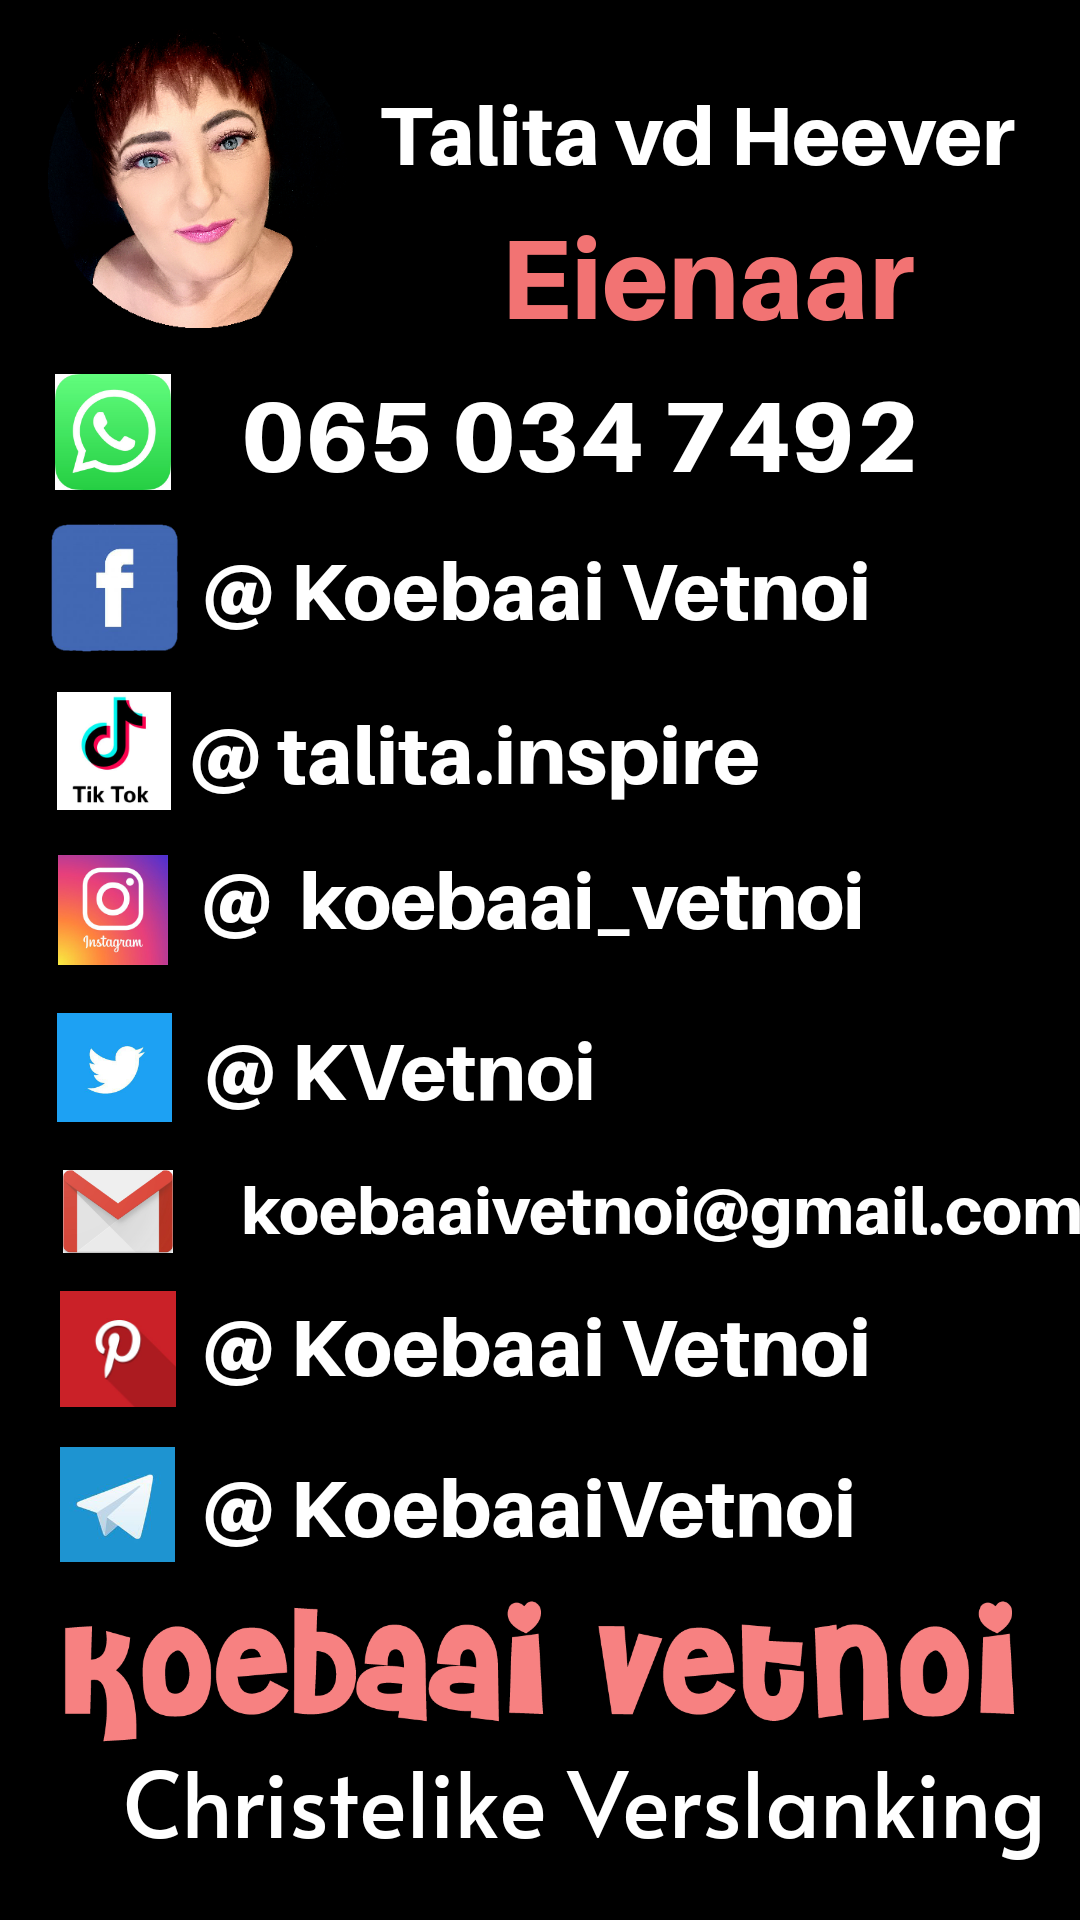 Talita vd Heever
Eienaar
065 034 7492
@ Koebaai Vetnoi
Tik Tok
@ talita.inspire
Instagram
@ koebaai_vetnoi
@ KVetnoi
koebaaivetnoi@gmail.com
@ Koebaai Vetnoi
@ KoebaaiVetnoi
Koebaai Vetnoi
Christelike Verslanking